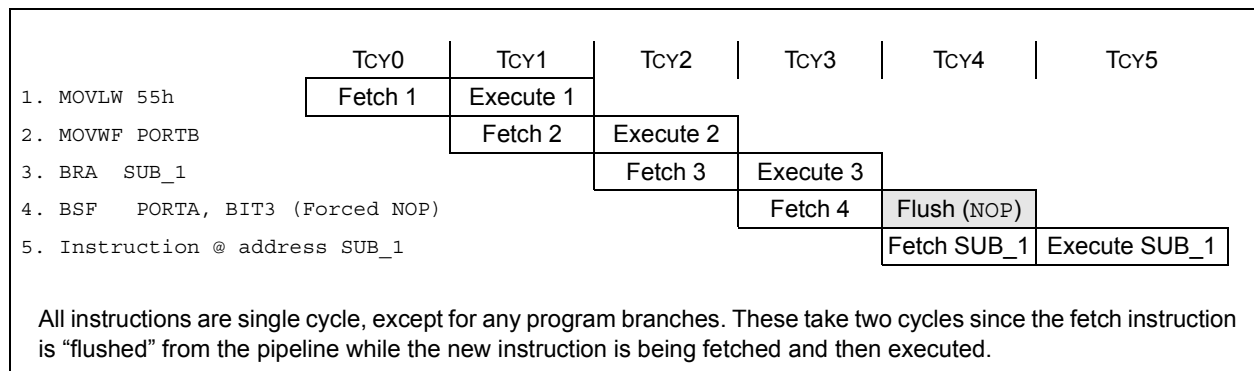 TCY0 TCY1 TCY2 TCY3 TCY4 TCY5
1. MOVLW 55h Fetch 1 Execute 1
2. MOVWF PORTB Fetch 2 Execute 2
3. BRA SUB_1 Fetch 3 Execute 3
4. BSF PORTA, BIT3 (Forced NOP) Fetch 4 Flush (NOP)
5. Instruction @ address SUB_1 Fetch SUB_1 Execute SUB_1
All instructions are single cycle, except for any program branches. These take two cycles since the fetch instruction
is “flushed” from the pipeline while the new instruction is being fetched and then executed.